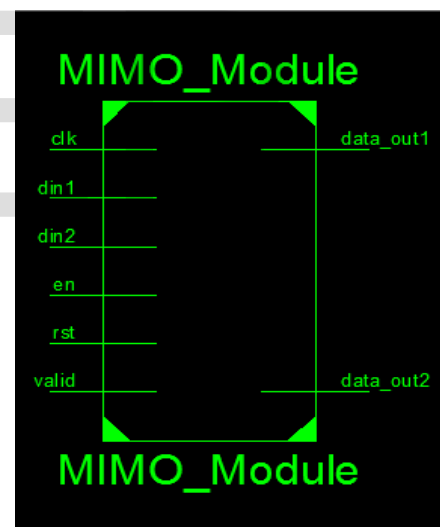 MIMO_Module
clk
data_out1
din1
din2
en
rst
valid
data_out2
MIMO_Module